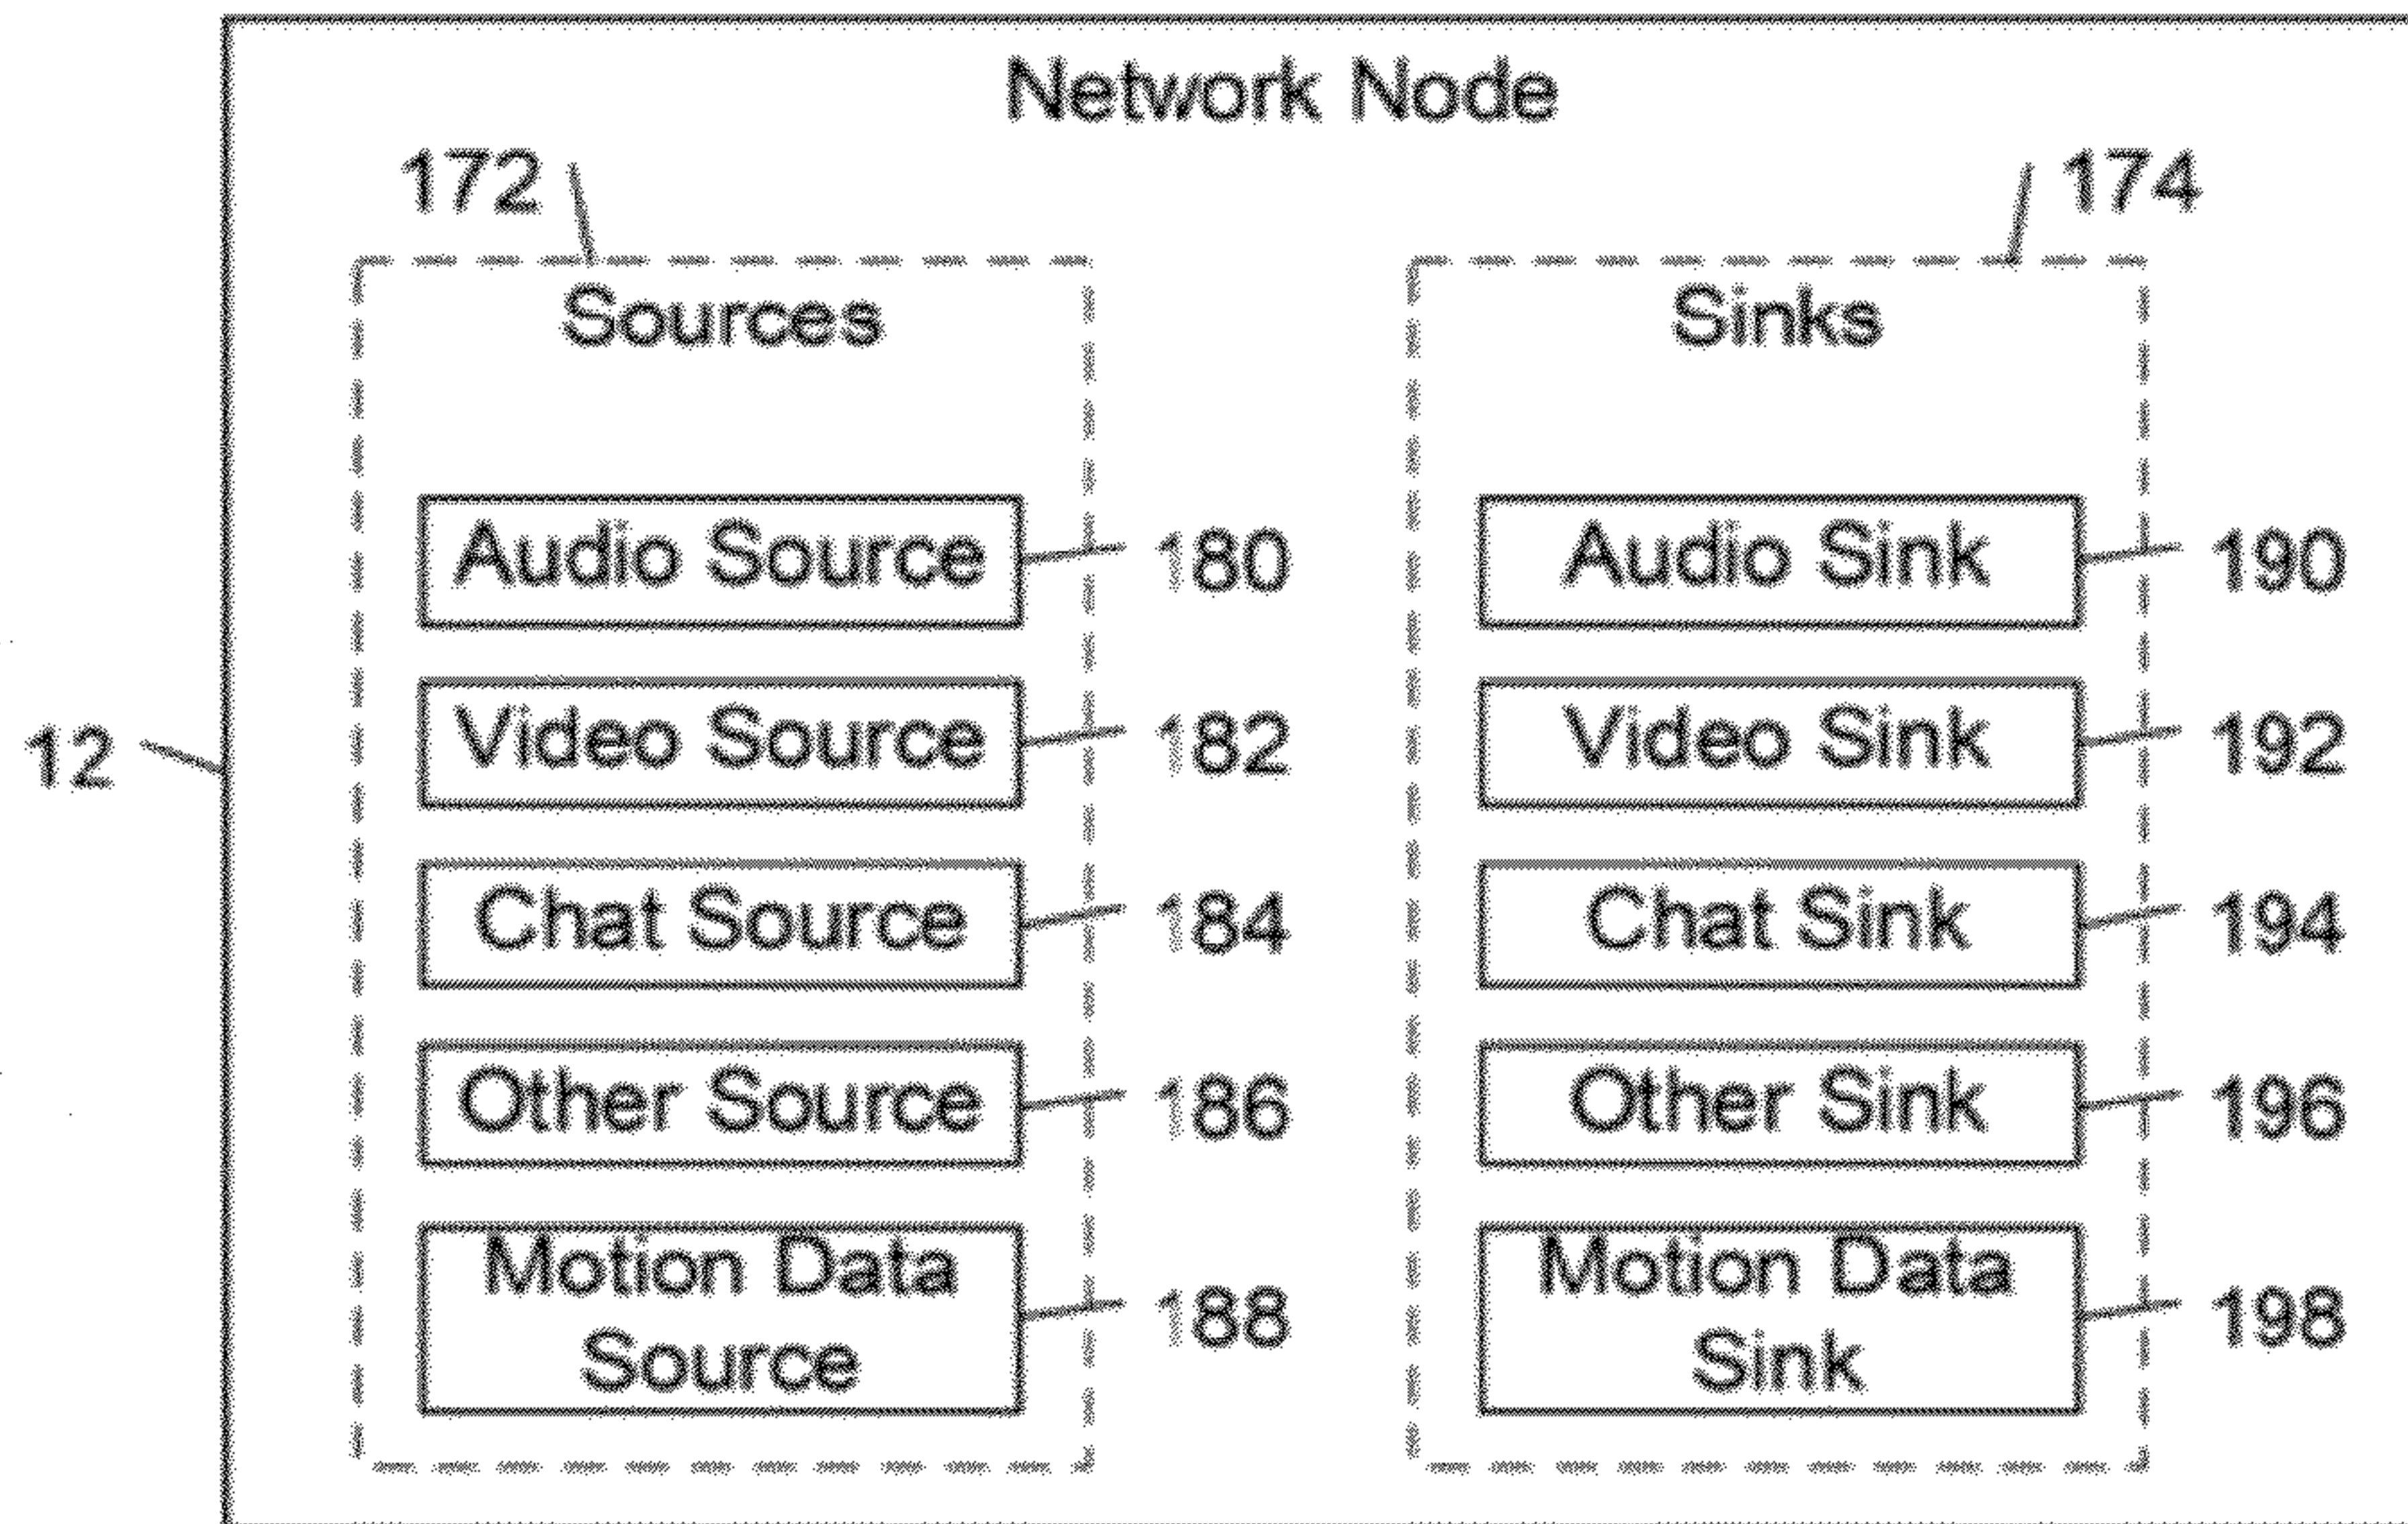 Network Node
172
174
Sources
Sinks
Audio Source
180
Audio Sink
190
Video Source
182
Video Sink
192
12
Chat Source
184
Chat Sink
194
Other Source
186
Other Sink
196
Motion Data
Source
188
Motion Data
Sink
198